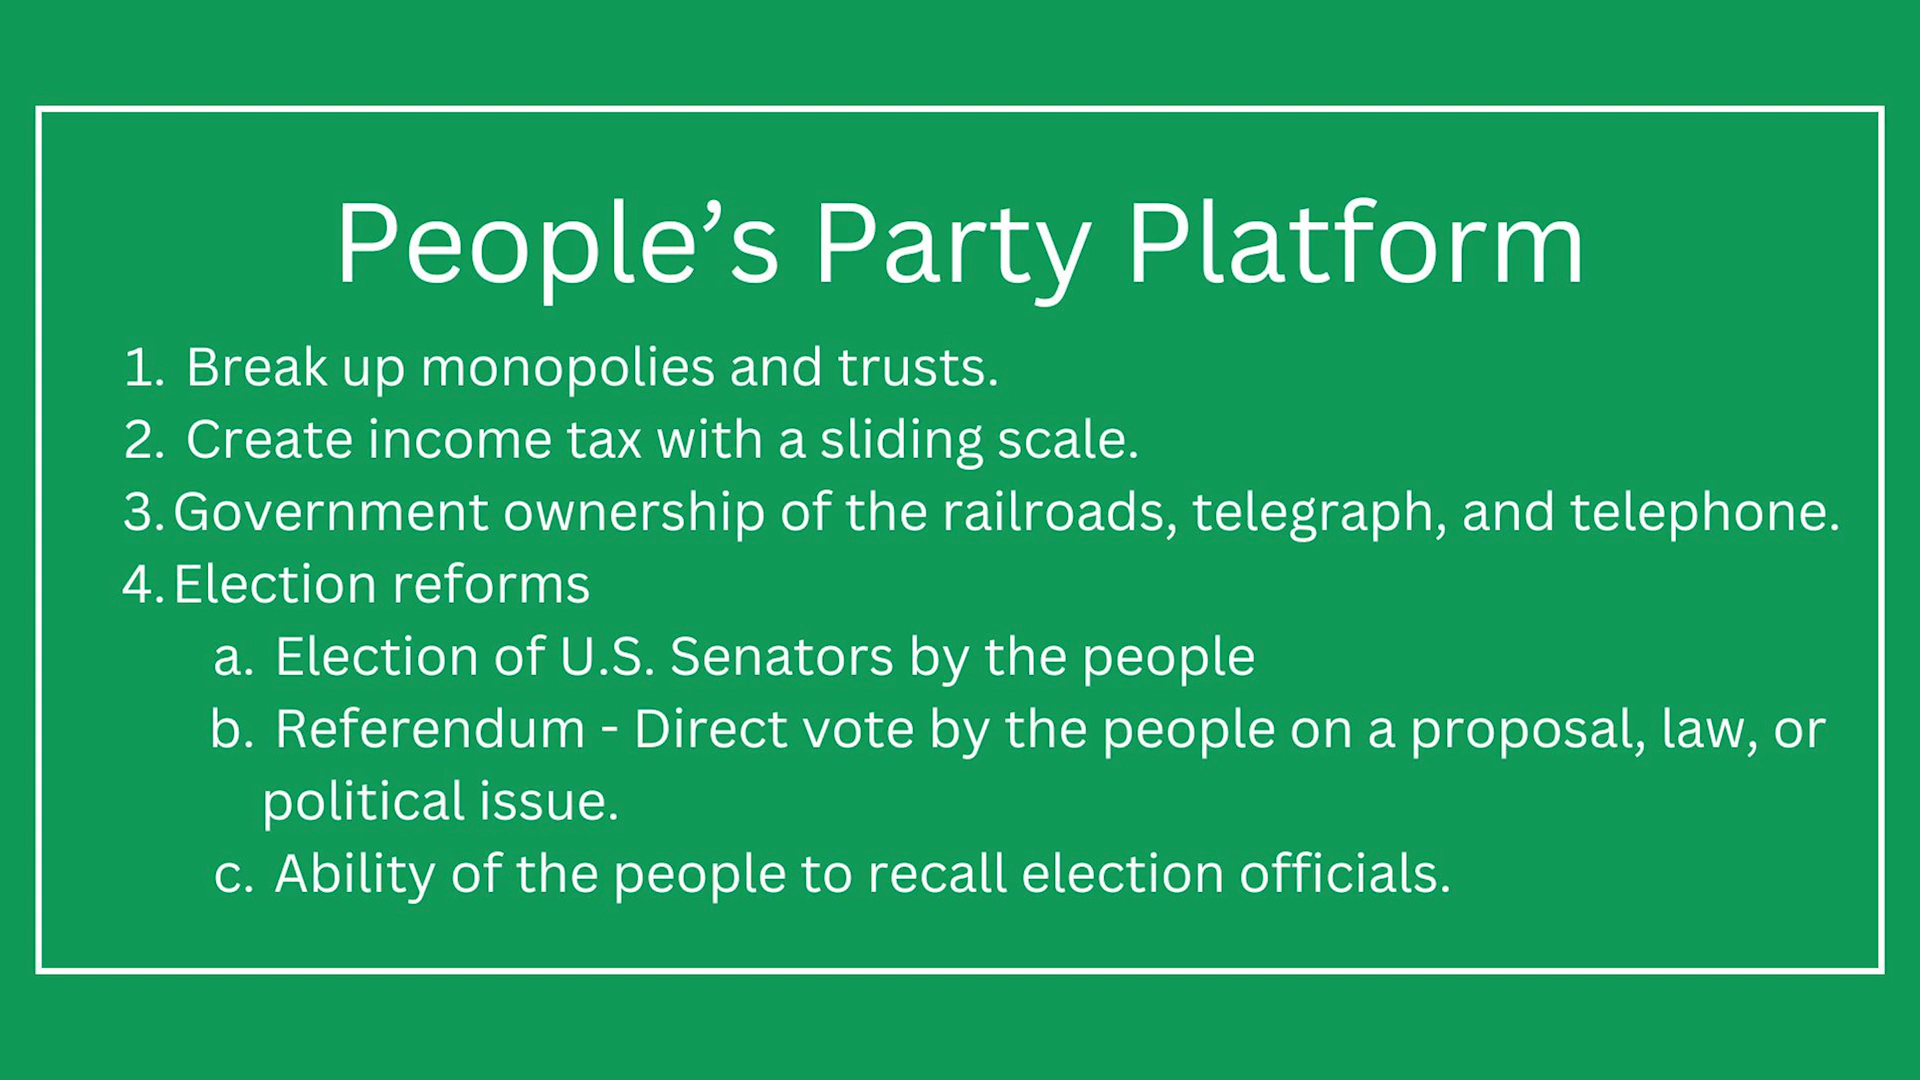 People’s Party Platform
1. Break up monopolies and trusts.
2. Create income tax with a sliding scale.
3. Government ownership of the railroads, telegraph, and telephone.
4. Election reforms
a. Election of U.S. Senators by the people
b. Referendum - Direct vote by the people on a proposal, law, or
political issue.
c. Ability of the people to recall election officials.